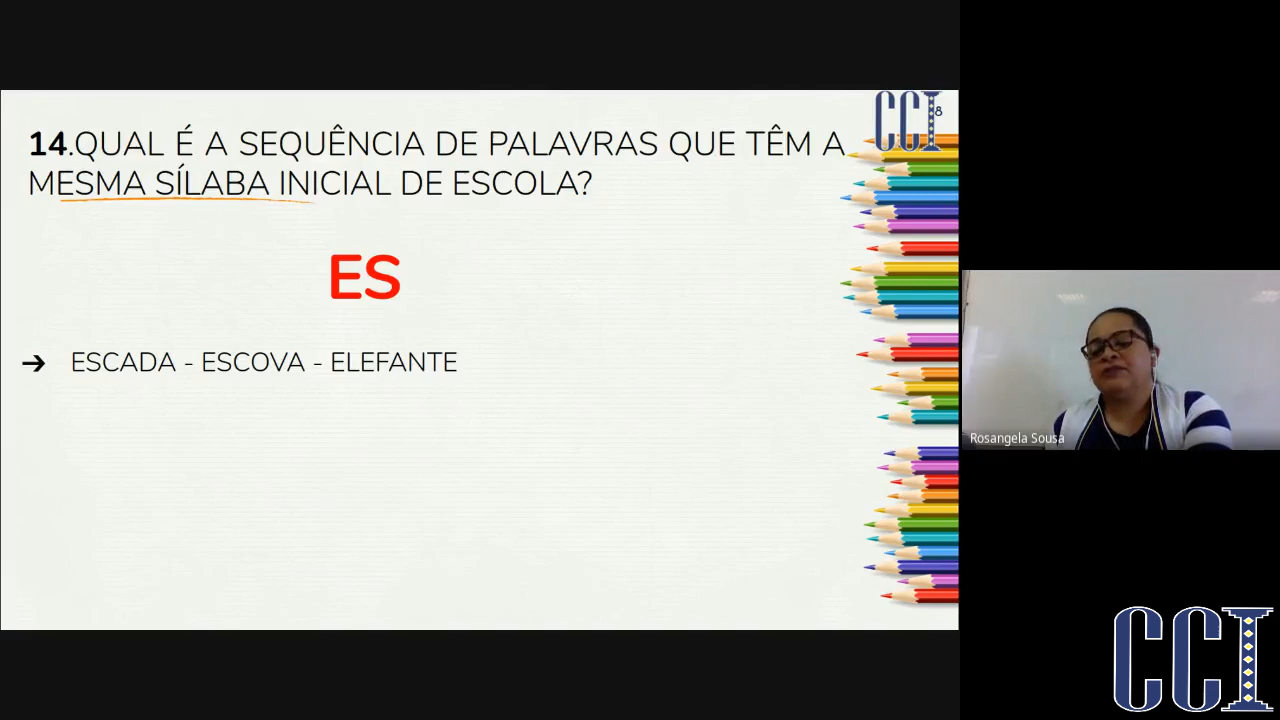 CCI
8
14.QUAL É A SEQUÊNCIA DE PALAVRAS QUE TÊM A
MESMA SÍLABA INICIAL DE ESCOLA?
ES
➔ ESCADA - ESCOVA - ELEFANTE
Rosangela Sousa
CCI